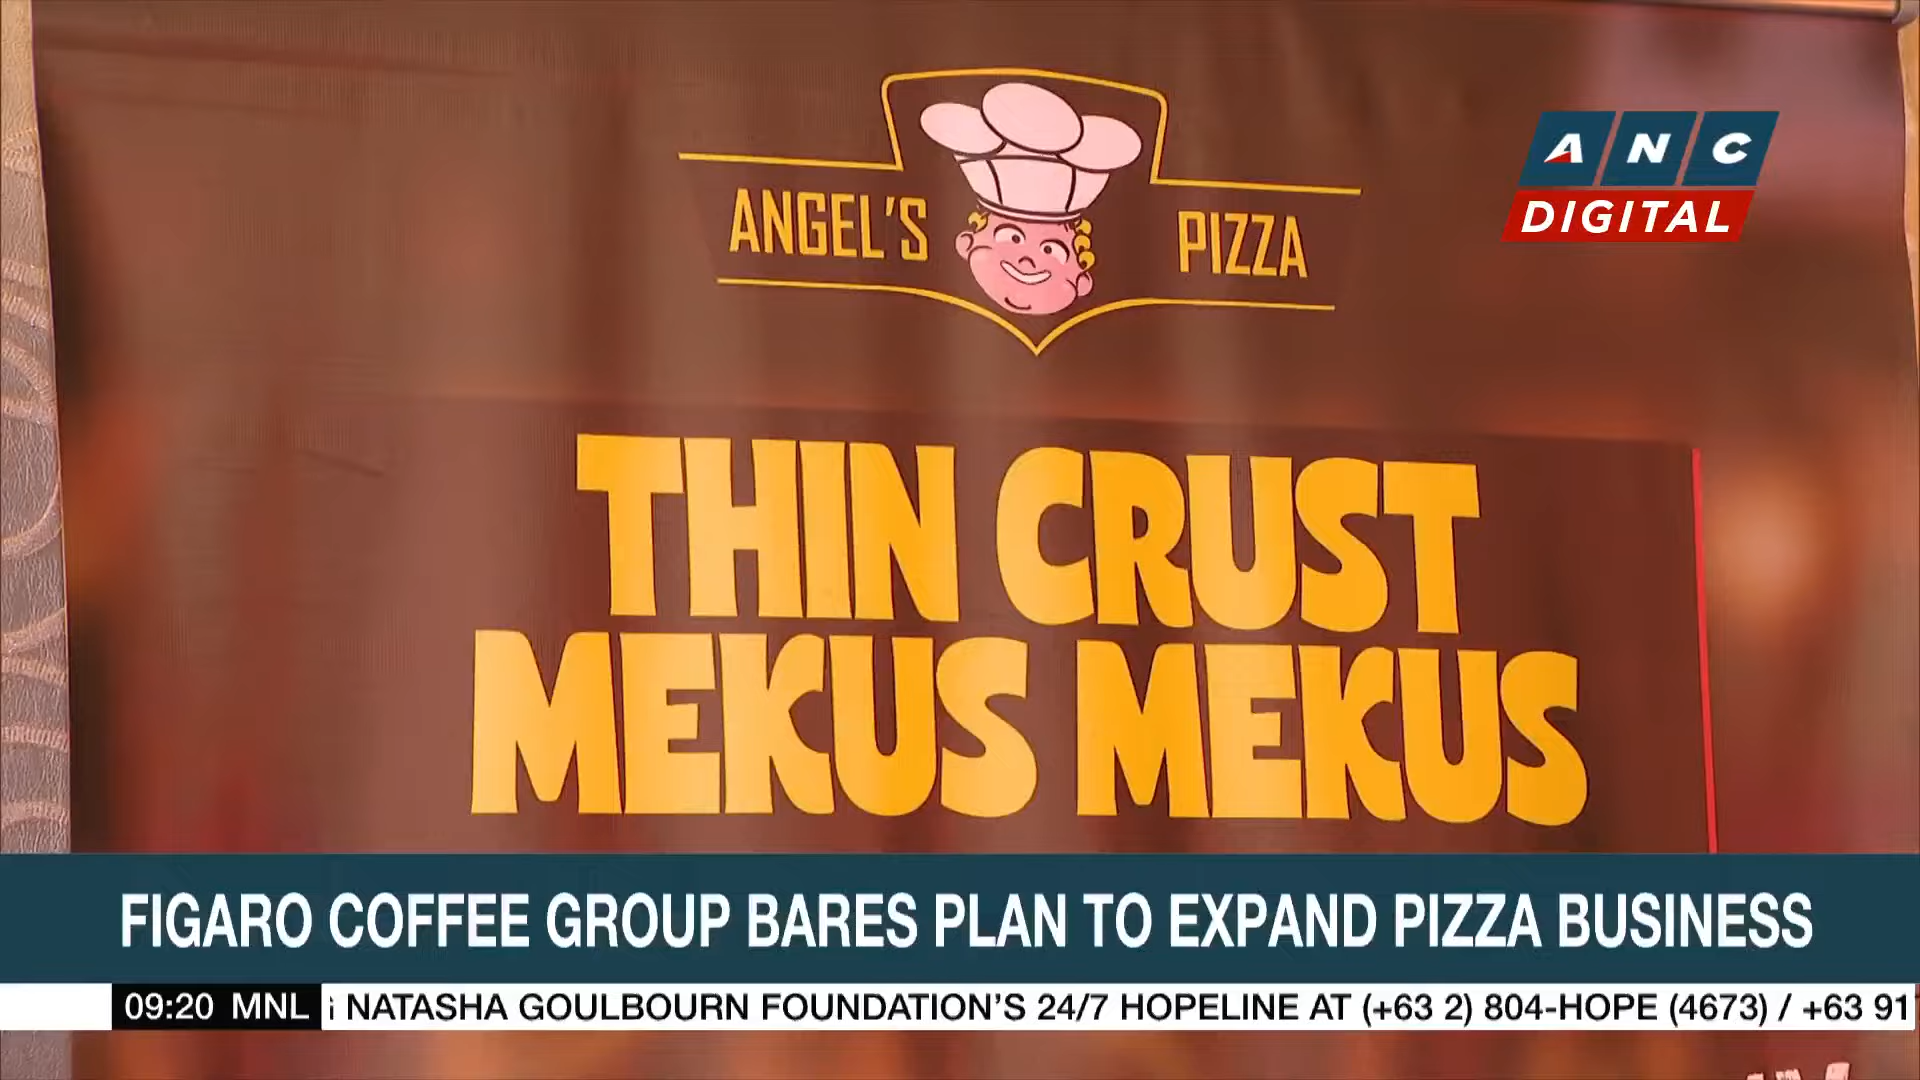 ANGEL'S PIZZA
ANC
DIGITAL
THIN CRUST
MEKUS MEKUS
FIGARO COFFEE GROUP BARES PLAN TO EXPAND PIZZA BUSINESS
09:20 MNL
NATASHA GOULBOURN FOUNDATION'S 24/7 HOPELINE AT (+63 2) 804-HOPE (4673) / +63 91